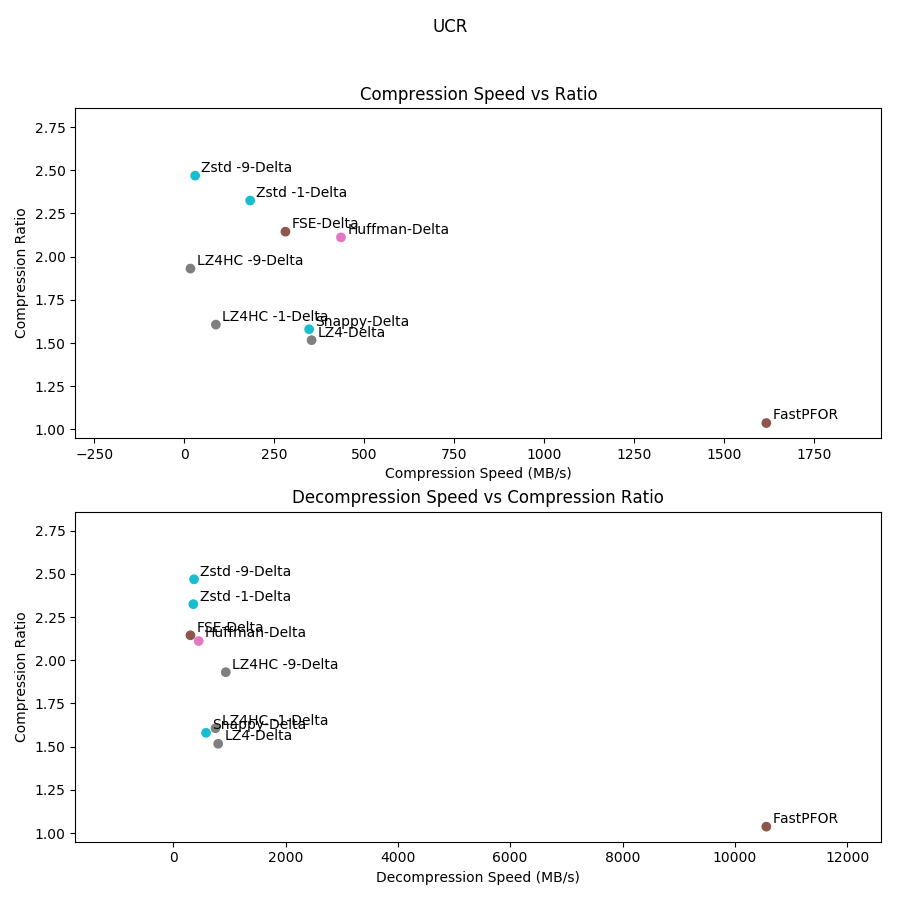 UCR
Compression Speed vs Ratio
2.75
2.50
2.25
2.00
1.75
1.50
1.25
1.00
Compression Ratio
Zstd -9-Delta
Zstd -1-Delta
FSE-Delta
Huffman-Delta
LZ4HC -9-Delta
LZ4HC -1-Delta
Snappy-Delta
LZ4-Delta
FastPFOR
−250 0 250 500 750 1000 1250 1500 1750
Compression Speed (MB/s)
Decompression Speed vs Compression Ratio
2.75
2.50
2.25
2.00
1.75
1.50
1.25
1.00
Compression Ratio
Zstd -9-Delta
Zstd -1-Delta
FSE-Delta
Huffman-Delta
LZ4HC -9-Delta
LZ4HC -1-Delta
Snappy-Delta
LZ4-Delta
FastPFOR
0 2000 4000 6000 8000 10000 12000
Decompression Speed (MB/s)